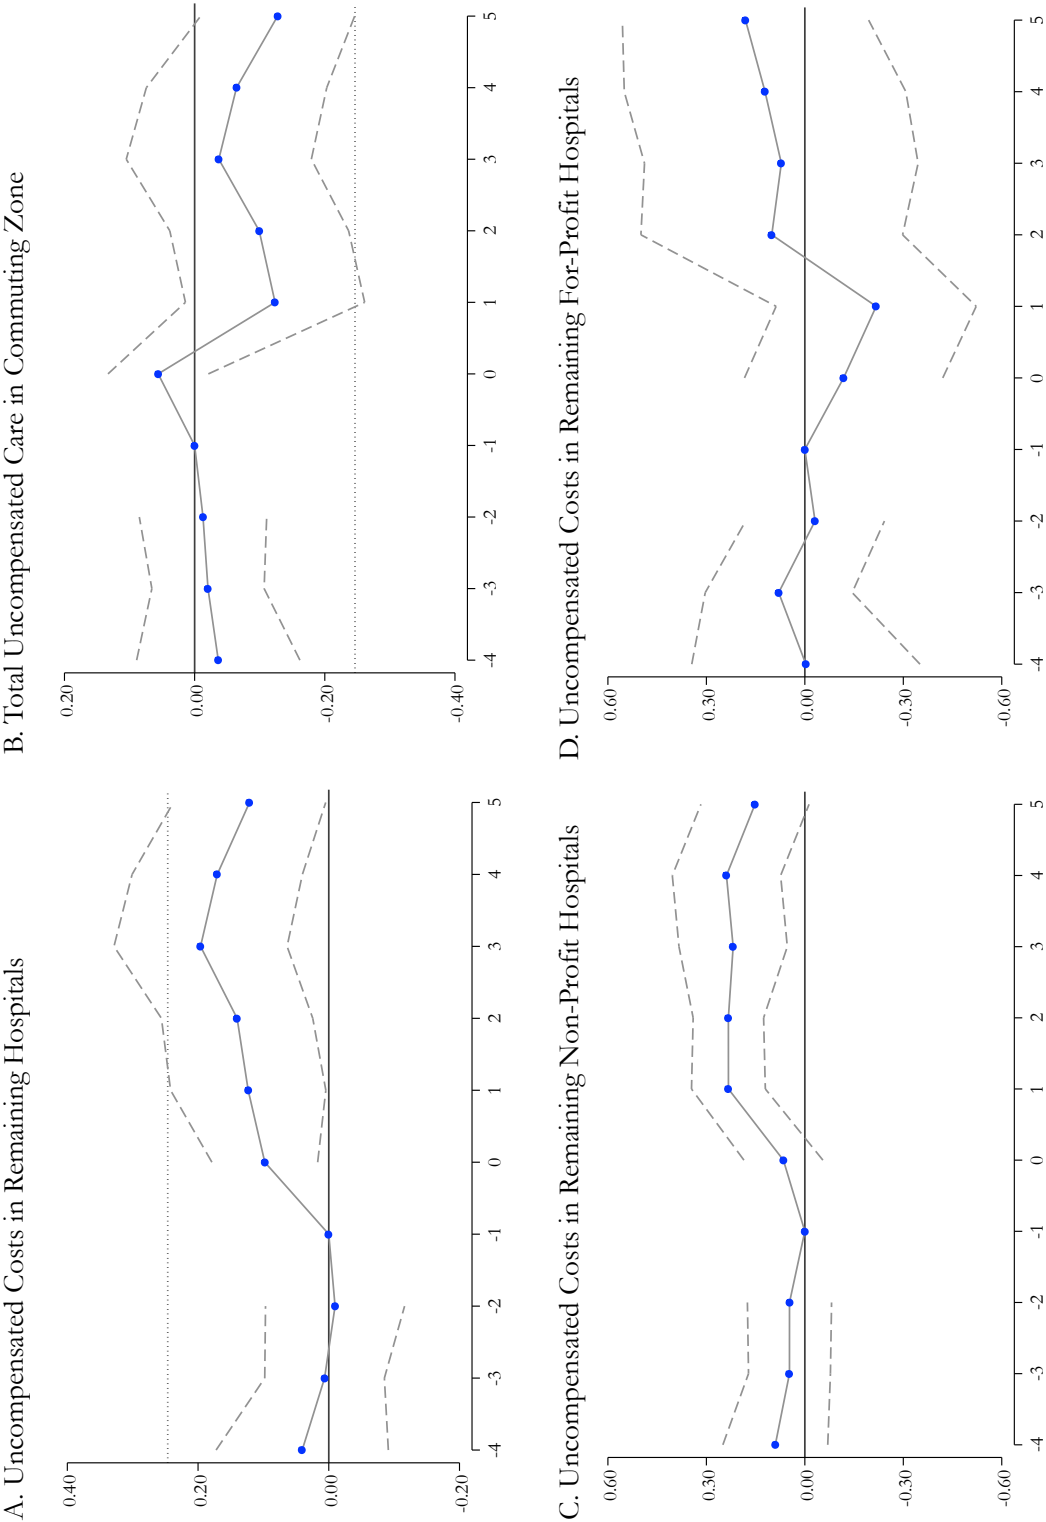 A. Uncompensated Costs in Remaining Hospitals
0.40
0.20
0.00
-0.20
-4 -3 -2 -1 0 1 2 3 4 5
B. Total Uncompensated Care in Commuting Zone
0.20
0.00
-0.20
-0.40
-4 -3 -2 -1 0 1 2 3 4 5
C. Uncompensated Costs in Remaining Non-Profit Hospitals
0.60
0.30
0.00
-0.30
-0.60
-4 -3 -2 -1 0 1 2 3 4 5
D. Uncompensated Costs in Remaining For-Profit Hospitals
0.60
0.30
0.00
-0.30
-0.60
-4 -3 -2 -1 0 1 2 3 4 5